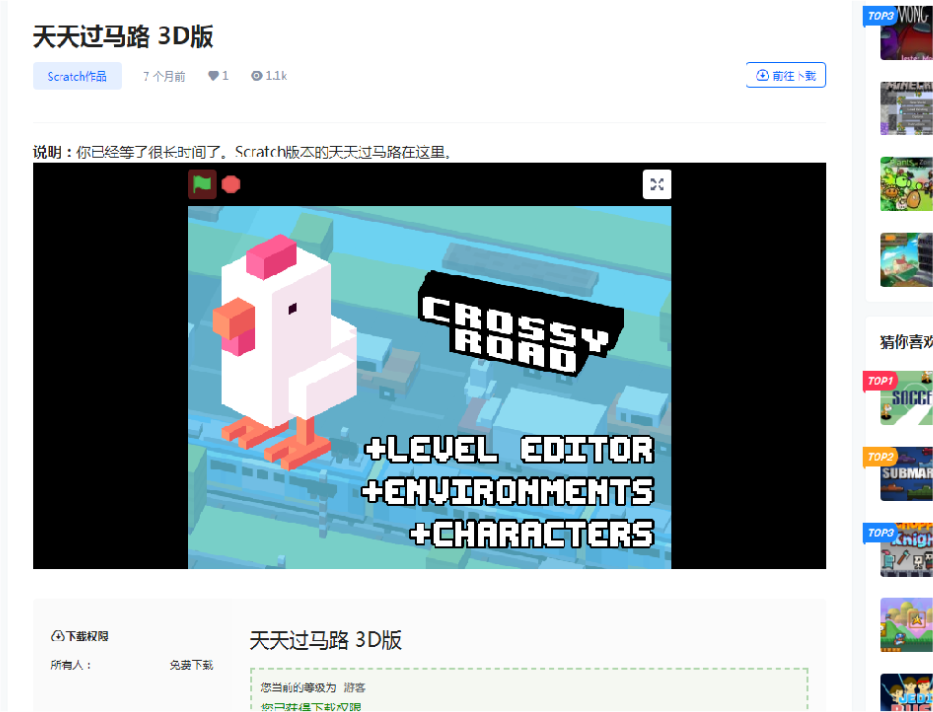 天天过马路 3D版
Scratch作品 7 个月前 1 1.1k
前往下载
说明：你已经等了很长时间了。Scratch版本的天天过马路在这里。
CROSSY
ROAD
+LEVEL EDITOR
+ENVIRONMENTS
+CHARACTERS
下载权限
所有人： 免费下载
天天过马路 3D版
您当前的等级为 游客
您已获得下载权限
TOP3
猜你喜欢
TOP1
SOCCE
TOP2
SUBMAR
TOP3
Knigh
JEDI